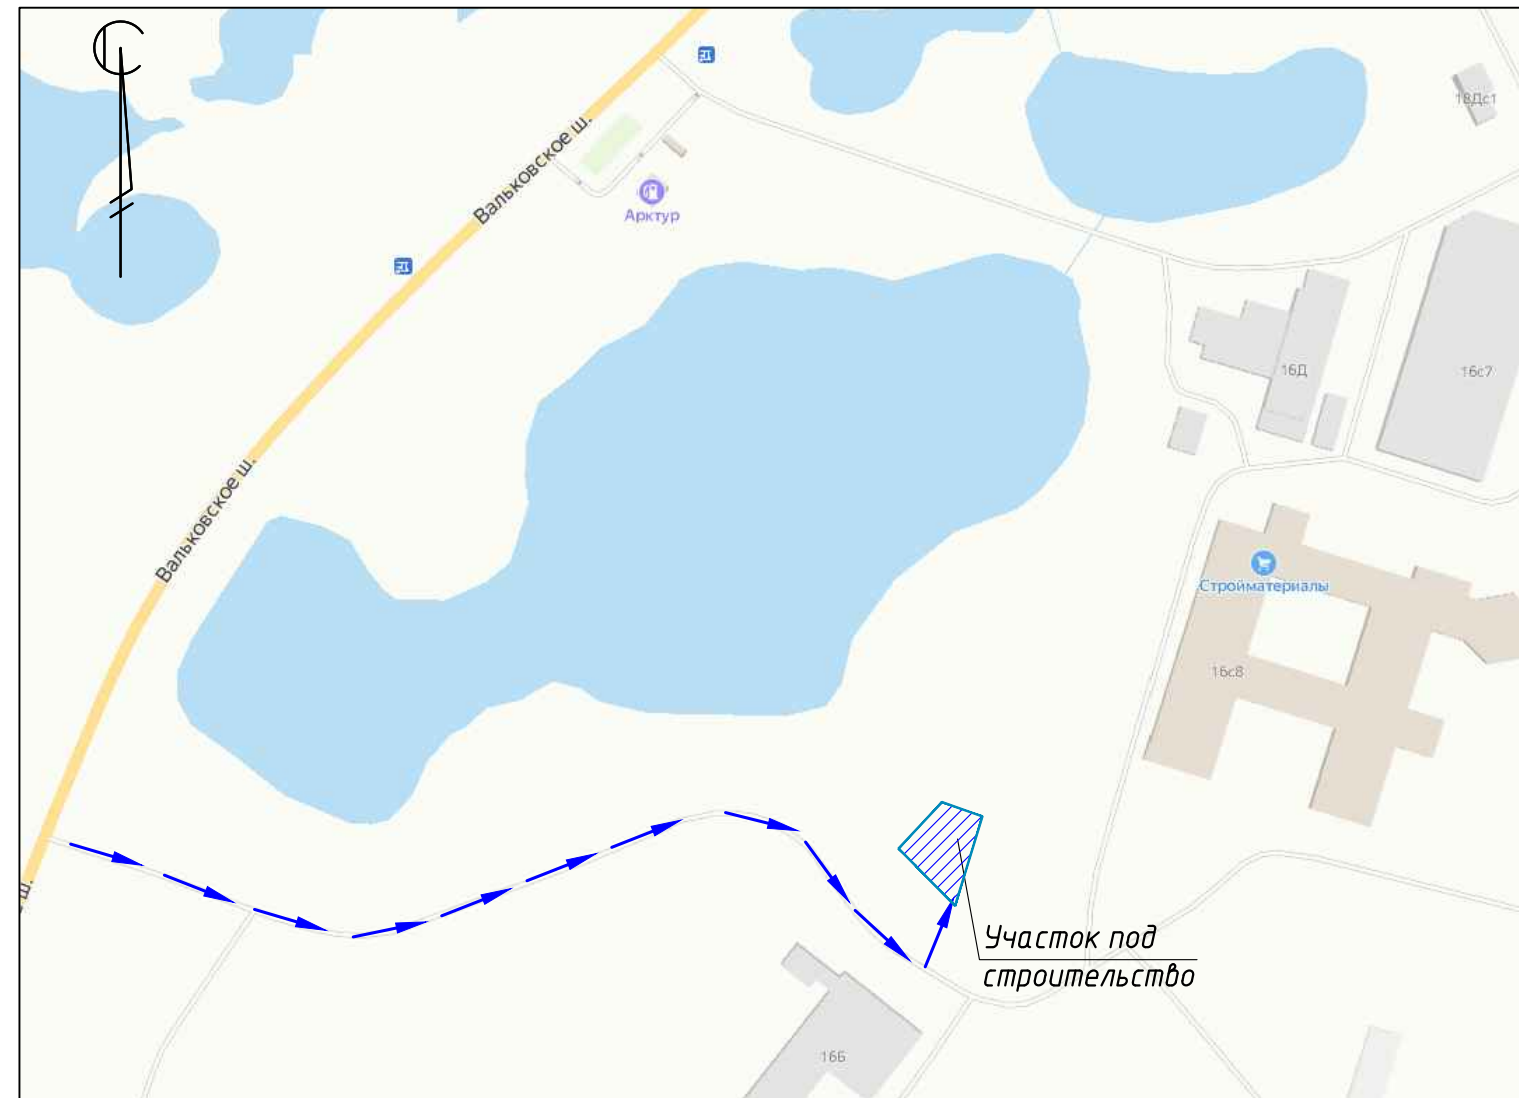 С
18Дс1
Вальковское ш.
Арктур
16Д
16с7
Вальковское ш.
Стройматериалы
16с8
ш.
Участок под
строительство
16Б